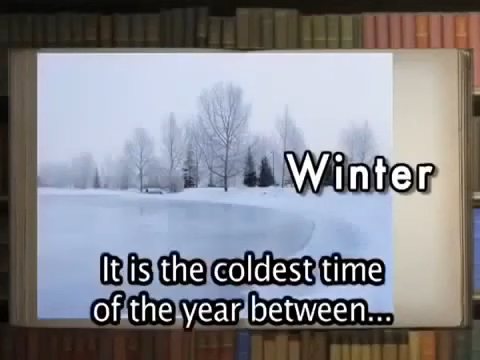 Winter
It is the coldest time
of the year between...